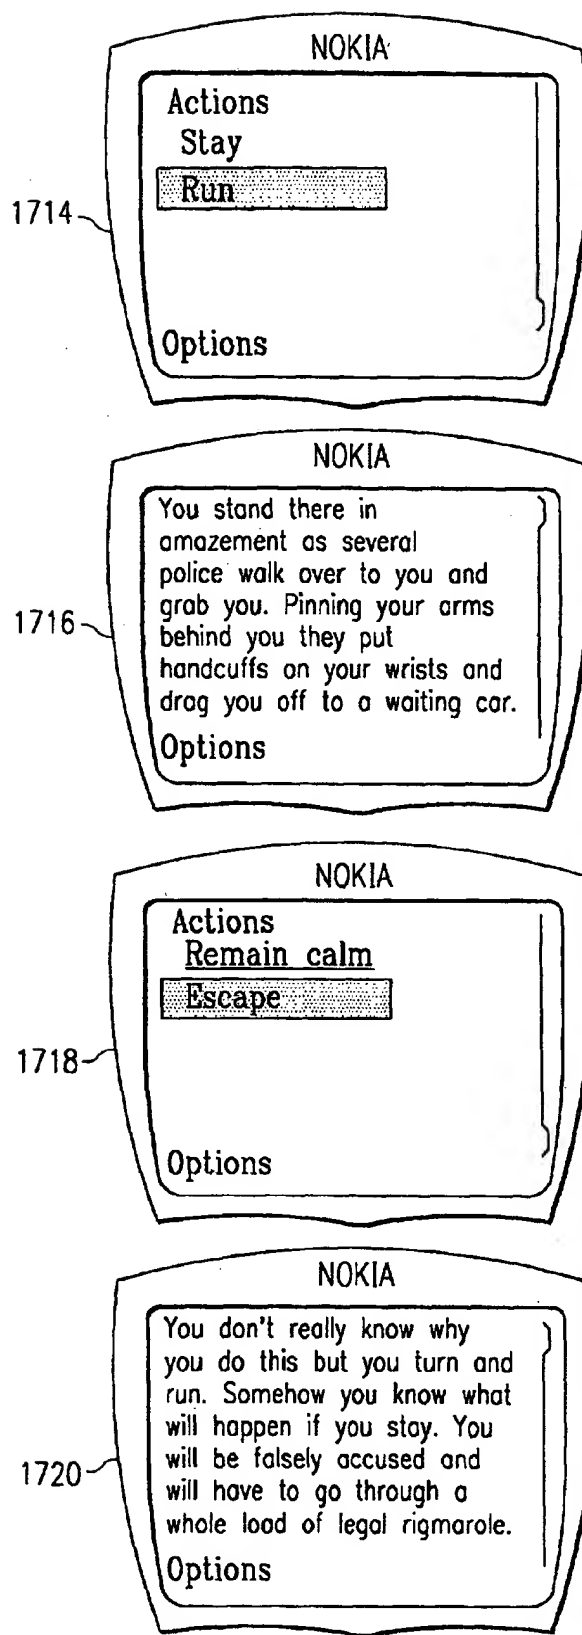 NOKIA
Actions
Stay
Run
1714
Options
NOKIA
You stand there in
amazement as several
police walk over to you and
grab you. Pinning your arms
1716
behind you they put
handcuffs on your wrists and
drag you off to a waiting car.
Options
NOKIA
Actions
Remain calm
Escape
1718
Options
NOKIA
You don't really know why
you do this but you turn and
run. Somehow you know what
will happen if you stay. You
will be falsely accused and
1720
will have to go through a
whole load of legal rigmarole.
Options